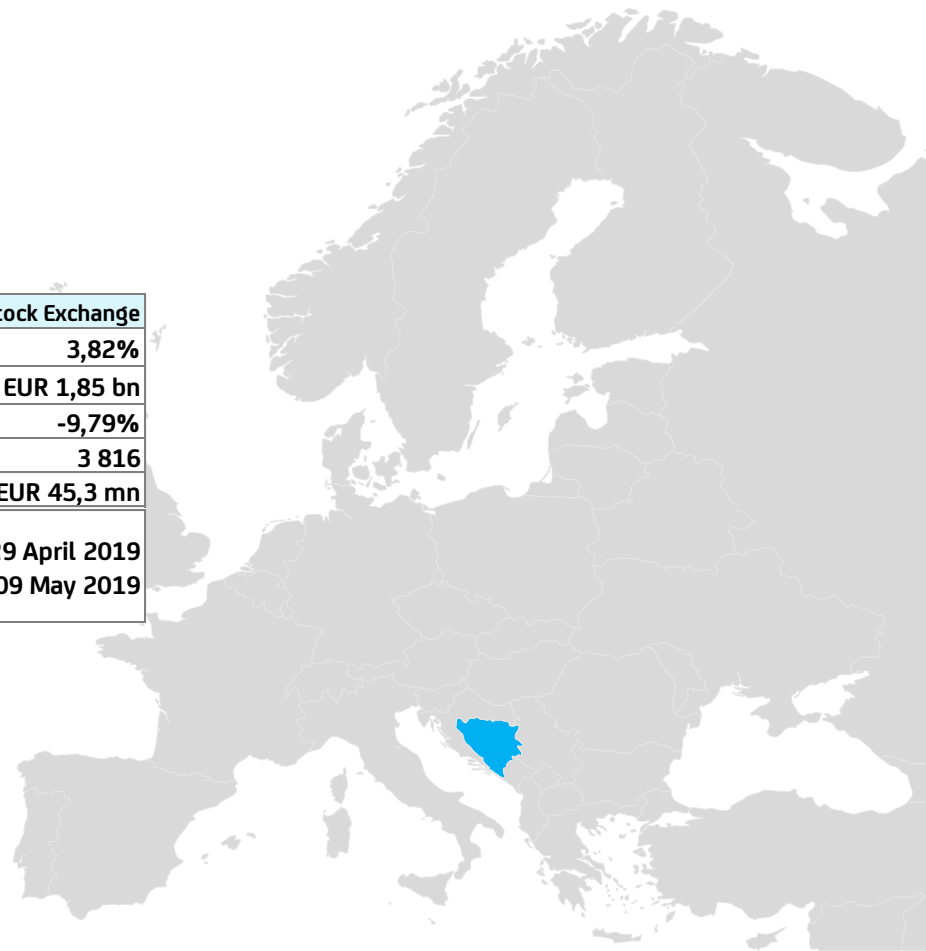 tock Exchange
3,82%
EUR 1,85 bn
-9,79%
3 816
EUR 45,3 mn
29 April 2019
09 May 2019